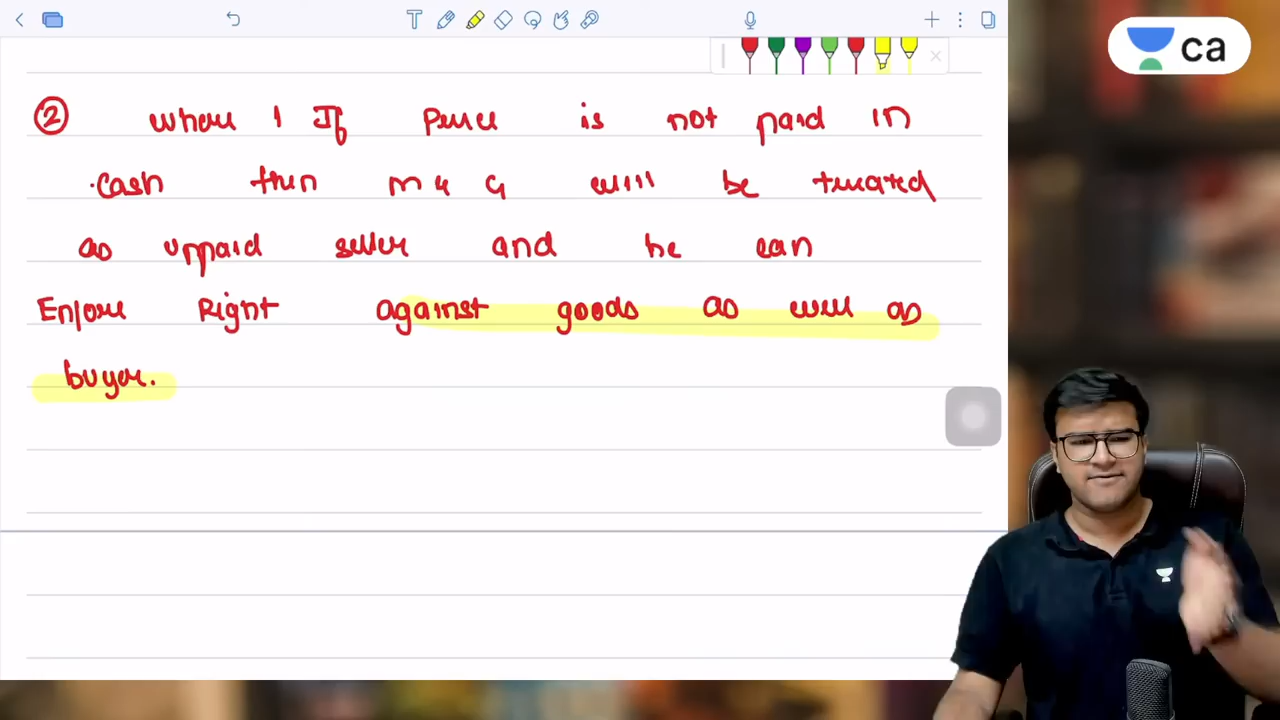 ca
② where / If Price is not paid in
cash then M & G will be treated
as unpaid seller and he can
Enforce Right against goods as well as
buyer.